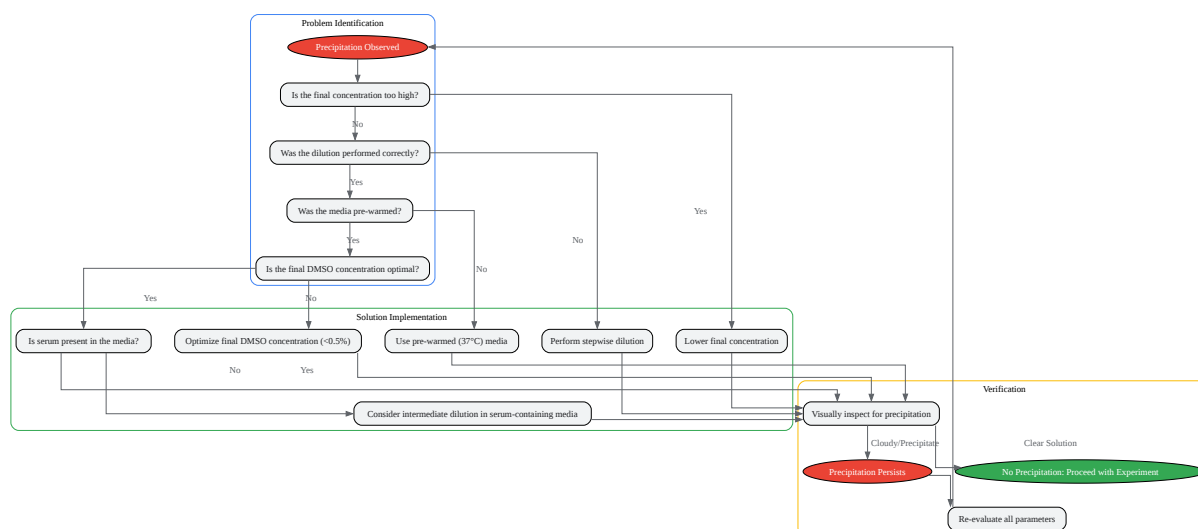 Problem Identification
Precipitation Observed
Is the final concentration too high?
No
Was the dilution performed correctly?
Yes
Was the media pre-warmed?
Yes
No
Yes
No
Is the final DMSO concentration optimal?
Yes
No
Solution Implementation
Is serum present in the media?
Optimize final DMSO concentration (<0.5%)
Use pre-warmed (37°C) media
Perform stepwise dilution
Lower final concentration
No
Yes
Verification
Consider intermediate dilution in serum-containing media
Visually inspect for precipitation
Cloudy/Precipitate
Clear Solution
Precipitation Persists
No Precipitation: Proceed with Experiment
Re-evaluate all parameters